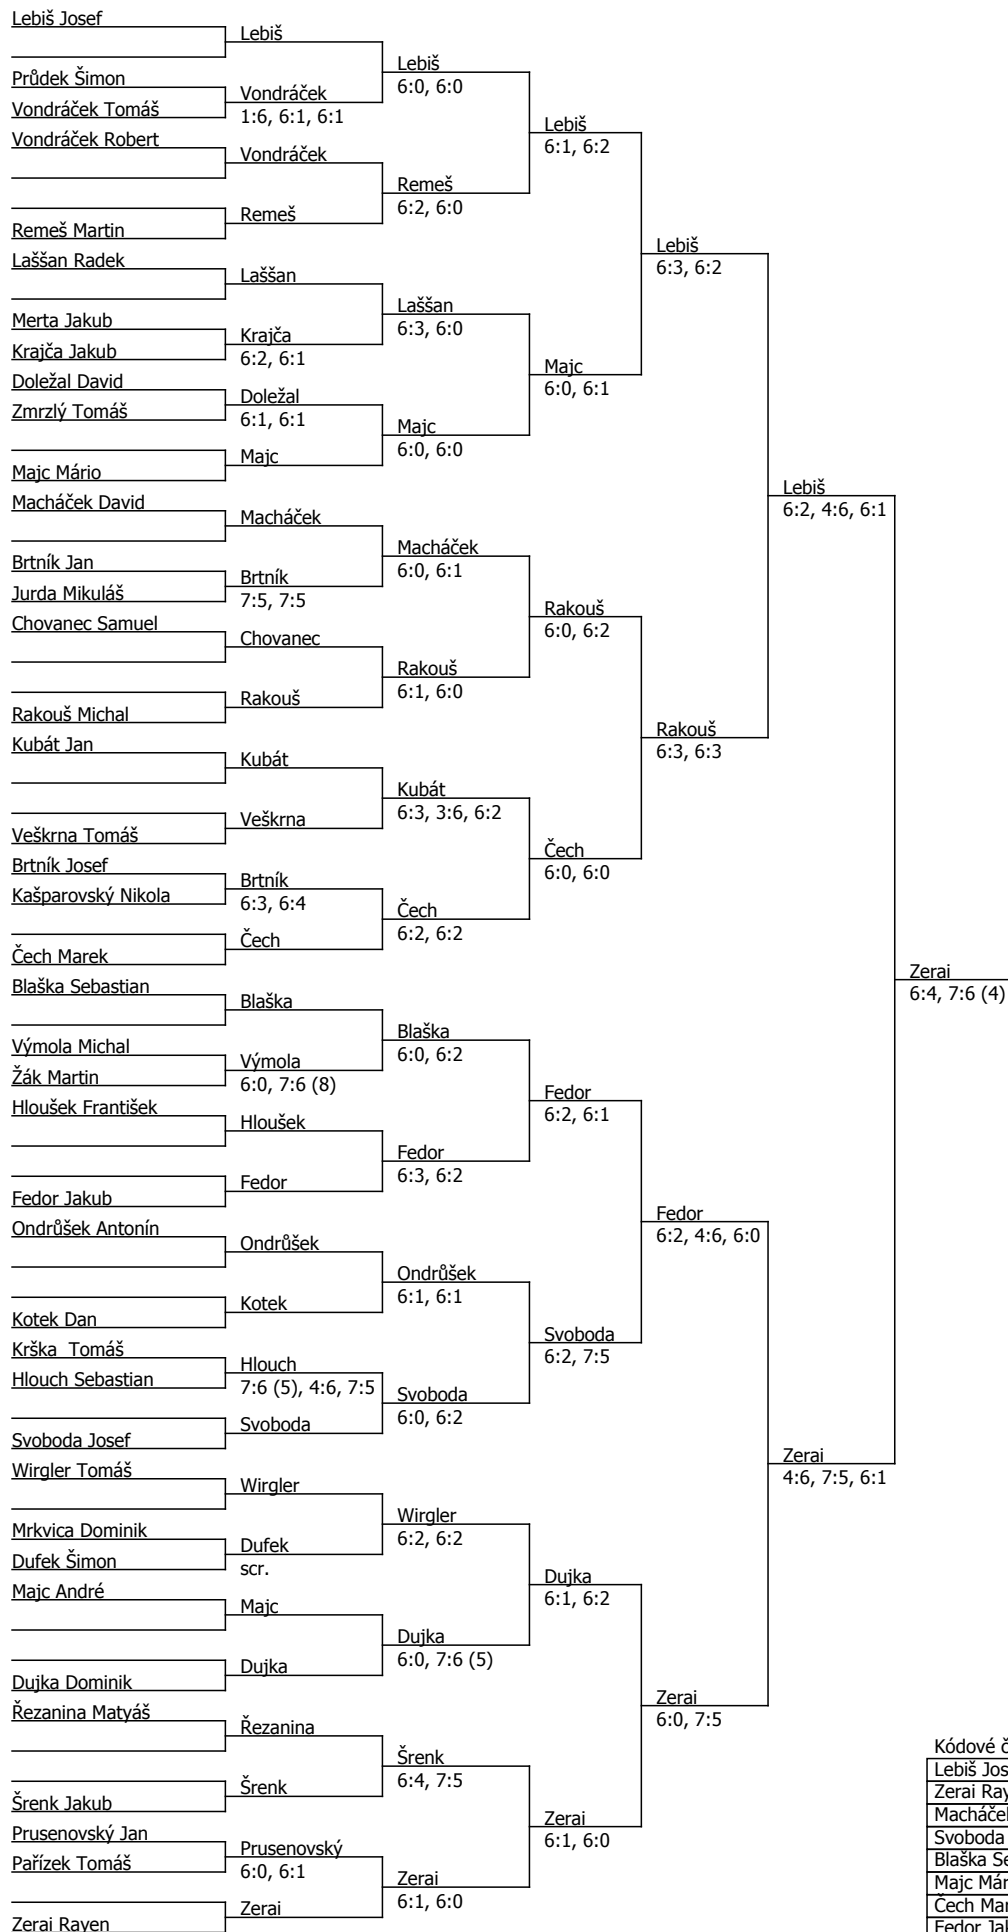 Lebiš Josef
Lebiš
Lebiš
6:0, 6:0
Průdek Šimon
Vondráček
Vondráček Tomáš
1:6, 6:1, 6:1
Lebiš
6:1, 6:2
Vondráček Robert
Vondráček
Remeš
6:2, 6:0
Remeš
Remeš Martin
Lebiš
6:3, 6:2
Laššan Radek
Laššan
Laššan
6:3, 6:0
Merta Jakub
Krajča
Krajča Jakub
6:2, 6:1
Majc
6:0, 6:1
Doležal David
Doležal
Zmrzlý Tomáš
6:1, 6:1
Majc
6:0, 6:0
Majc
Majc Mário
Lebiš
6:2, 4:6, 6:1
Macháček David
Macháček
Macháček
6:0, 6:1
Brtník Jan
Brtník
Jurda Mikuláš
7:5, 7:5
Rakouš
6:0, 6:2
Chovanec Samuel
Chovanec
Rakouš
6:1, 6:0
Rakouš
Rakouš Michal
Rakouš
6:3, 6:3
Kubát Jan
Kubát
Kubát
6:3, 3:6, 6:2
Veškrna
Veškrna Tomáš
Čech
6:0, 6:0
Brtník Josef
Brtník
Kašparovský Nikola
6:3, 6:4
Čech
6:2, 6:2
Čech
Čech Marek
Zerai
6:4, 7:6 (4)
Blaška Sebastian
Blaška
Blaška
6:0, 6:2
Výmola Michal
Výmola
Žák Martin
6:0, 7:6 (8)
Fedor
6:2, 6:1
Hloušek František
Hloušek
Fedor
6:3, 6:2
Fedor
Fedor Jakub
Fedor
6:2, 4:6, 6:0
Ondrůšek Antonín
Ondrůšek
Ondrůšek
6:1, 6:1
Kotek
Kotek Dan
Svoboda
6:2, 7:5
Krška  Tomáš
Hlouch
Hlouch Sebastian
7:6 (5), 4:6, 7:5
Svoboda
6:0, 6:2
Svoboda
Svoboda Josef
Zerai
4:6, 7:5, 6:1
Wirgler Tomáš
Wirgler
Wirgler
6:2, 6:2
Mrkvica Dominik
Dufek
Dufek Šimon
scr.
Dujka
6:1, 6:2
Majc André
Majc
Dujka
6:0, 7:6 (5)
Dujka
Dujka Dominik
Zerai
6:0, 7:5
Řezanina Matyáš
Řezanina
Šrenk
6:4, 7:5
Šrenk
Šrenk Jakub
Zerai
6:1, 6:0
Prusenovský Jan
Prusenovský
Pařízek Tomáš
6:0, 6:1
Zerai
6:1, 6:0
Zerai
Zerai Rayen
Kódové č
Lebiš Jos
Zerai Ray
Macháček
Svoboda
Blaška Se
Majc Már
Čech Mar
Fedor Jak